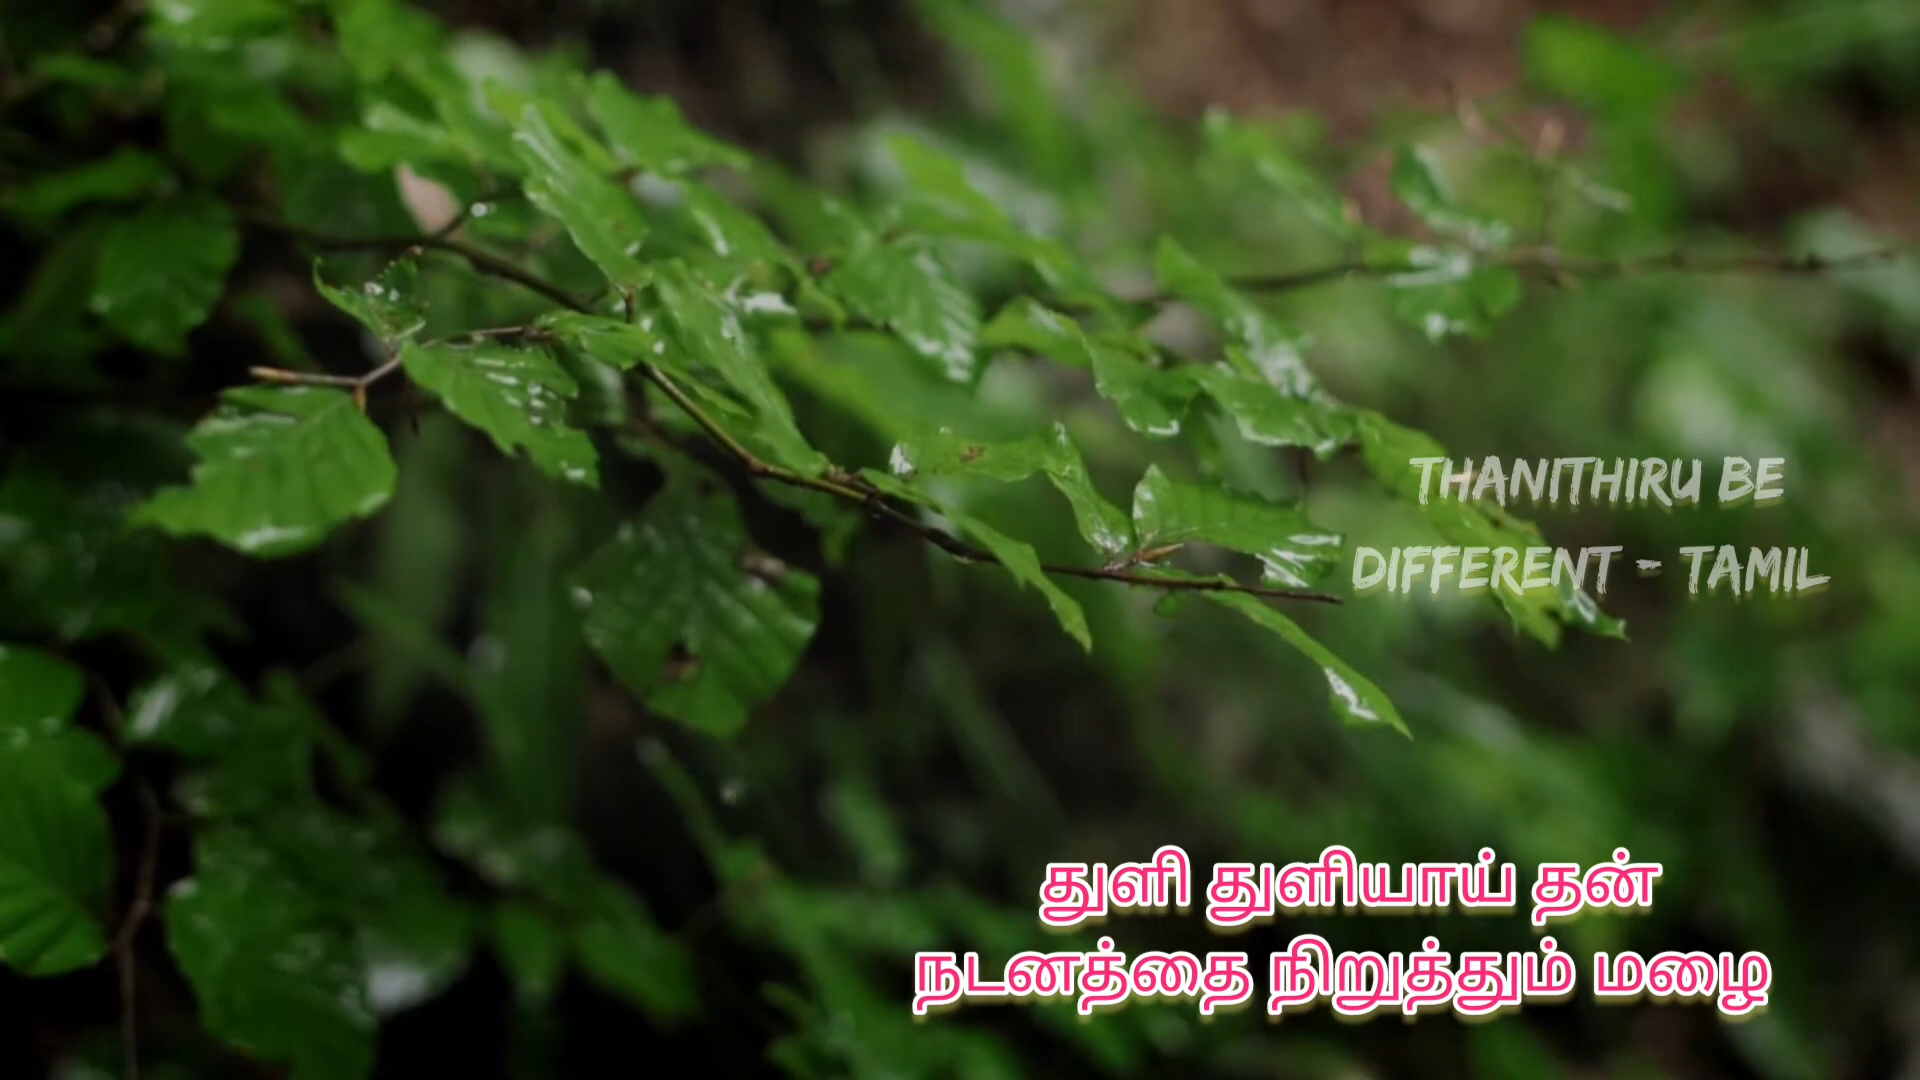 THANITHIRU BE
DIFFERENT - TAMIL
துளி துளியாய் தன்
நடனத்தை நிறுத்தும் மழை